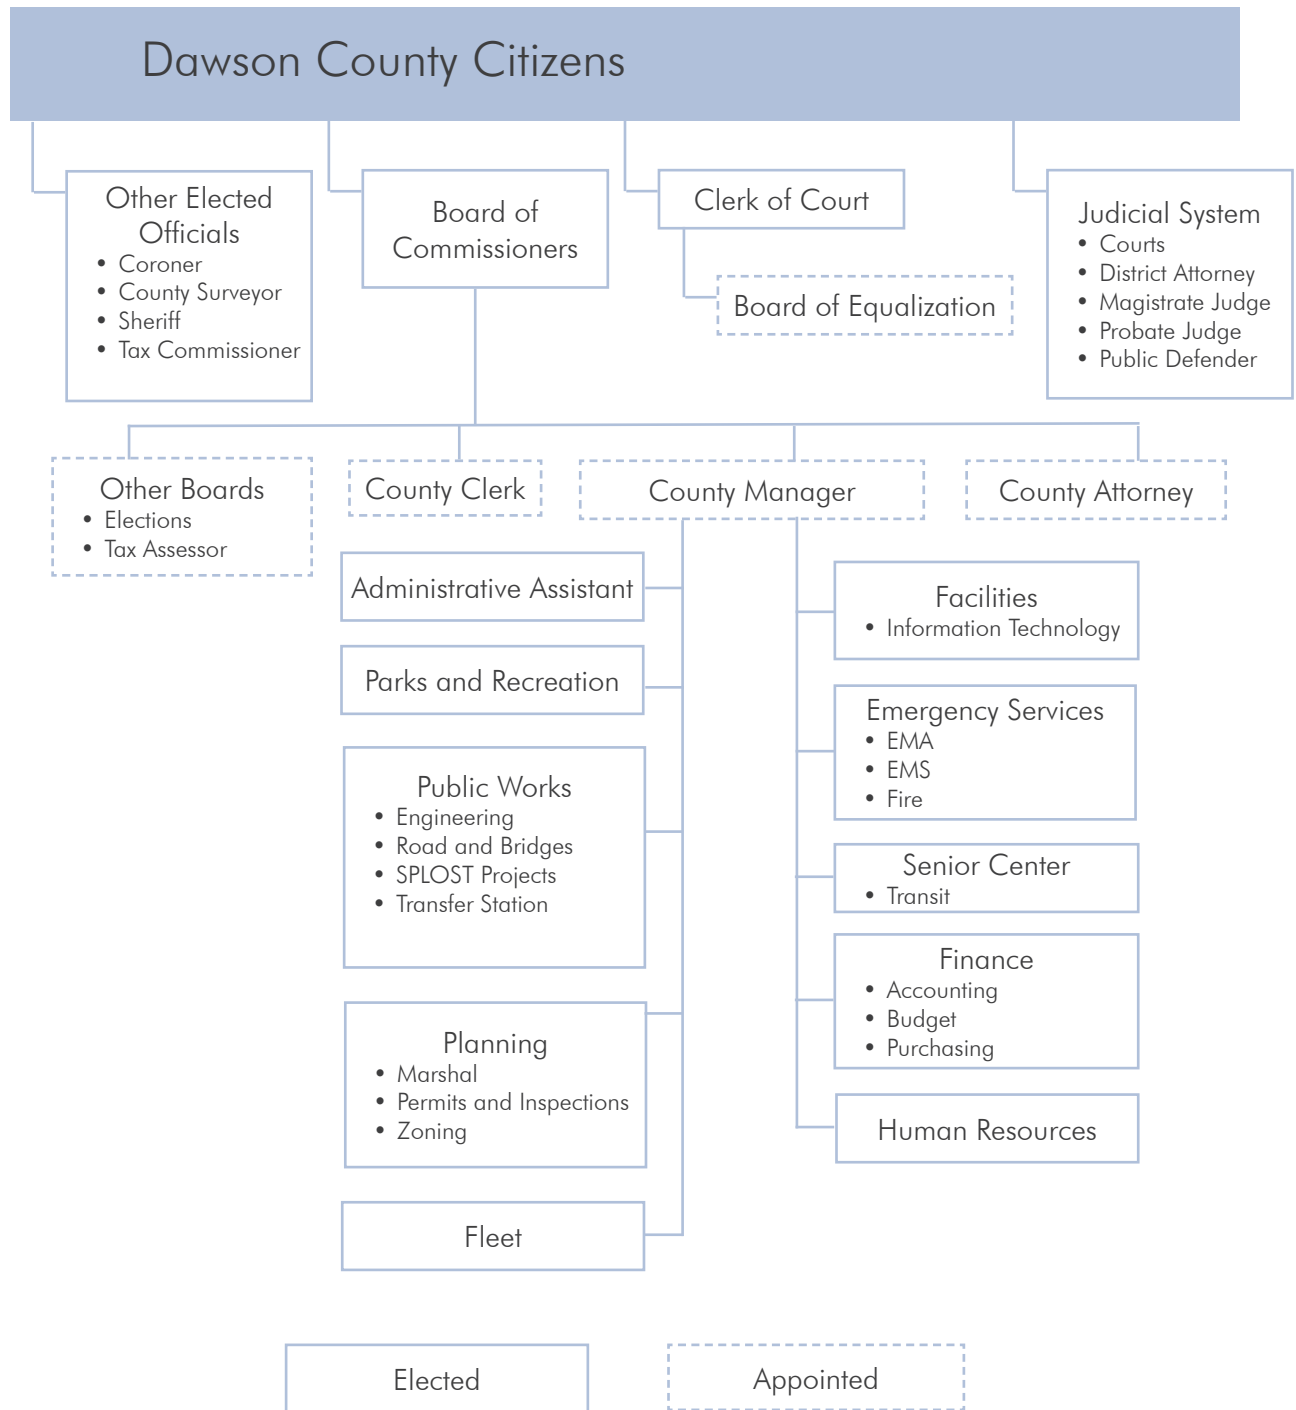 Dawson County Citizens
Other Elected
Officials
• Coroner
• County Surveyor
• Sheriff
• Tax Commissioner
Board of
Commissioners
Clerk of Court
Board of Equalization
Judicial System
• Courts
• District Attorney
• Magistrate Judge
• Probate Judge
• Public Defender
Other Boards
• Elections
• Tax Assessor
County Clerk
County Manager
County Attorney
Administrative Assistant
Parks and Recreation
Public Works
• Engineering
• Road and Bridges
• SPLOST Projects
• Transfer Station
Planning
• Marshal
• Permits and Inspections
• Zoning
Fleet
Facilities
• Information Technology
Emergency Services
• EMA
• EMS
• Fire
Senior Center
• Transit
Finance
• Accounting
• Budget
• Purchasing
Human Resources
Elected
Appointed